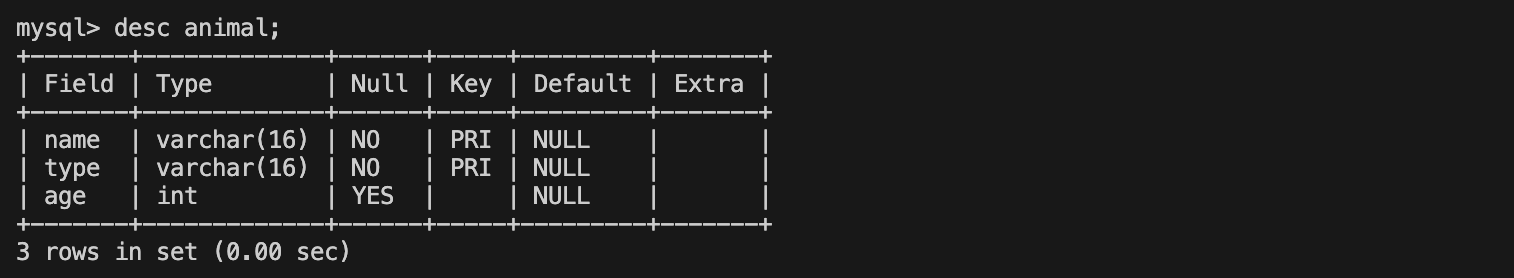 mysql> desc animal;
+-------+-------------+------+-----+---------+-------+
| Field | Type        | Null | Key | Default | Extra |
+-------+-------------+------+-----+---------+-------+
| name  | varchar(16) | NO   | PRI | NULL    |       |
| type  | varchar(16) | NO   | PRI | NULL    |       |
| age   | int         | YES  |     | NULL    |       |
+-------+-------------+------+-----+---------+-------+
3 rows in set (0.00 sec)